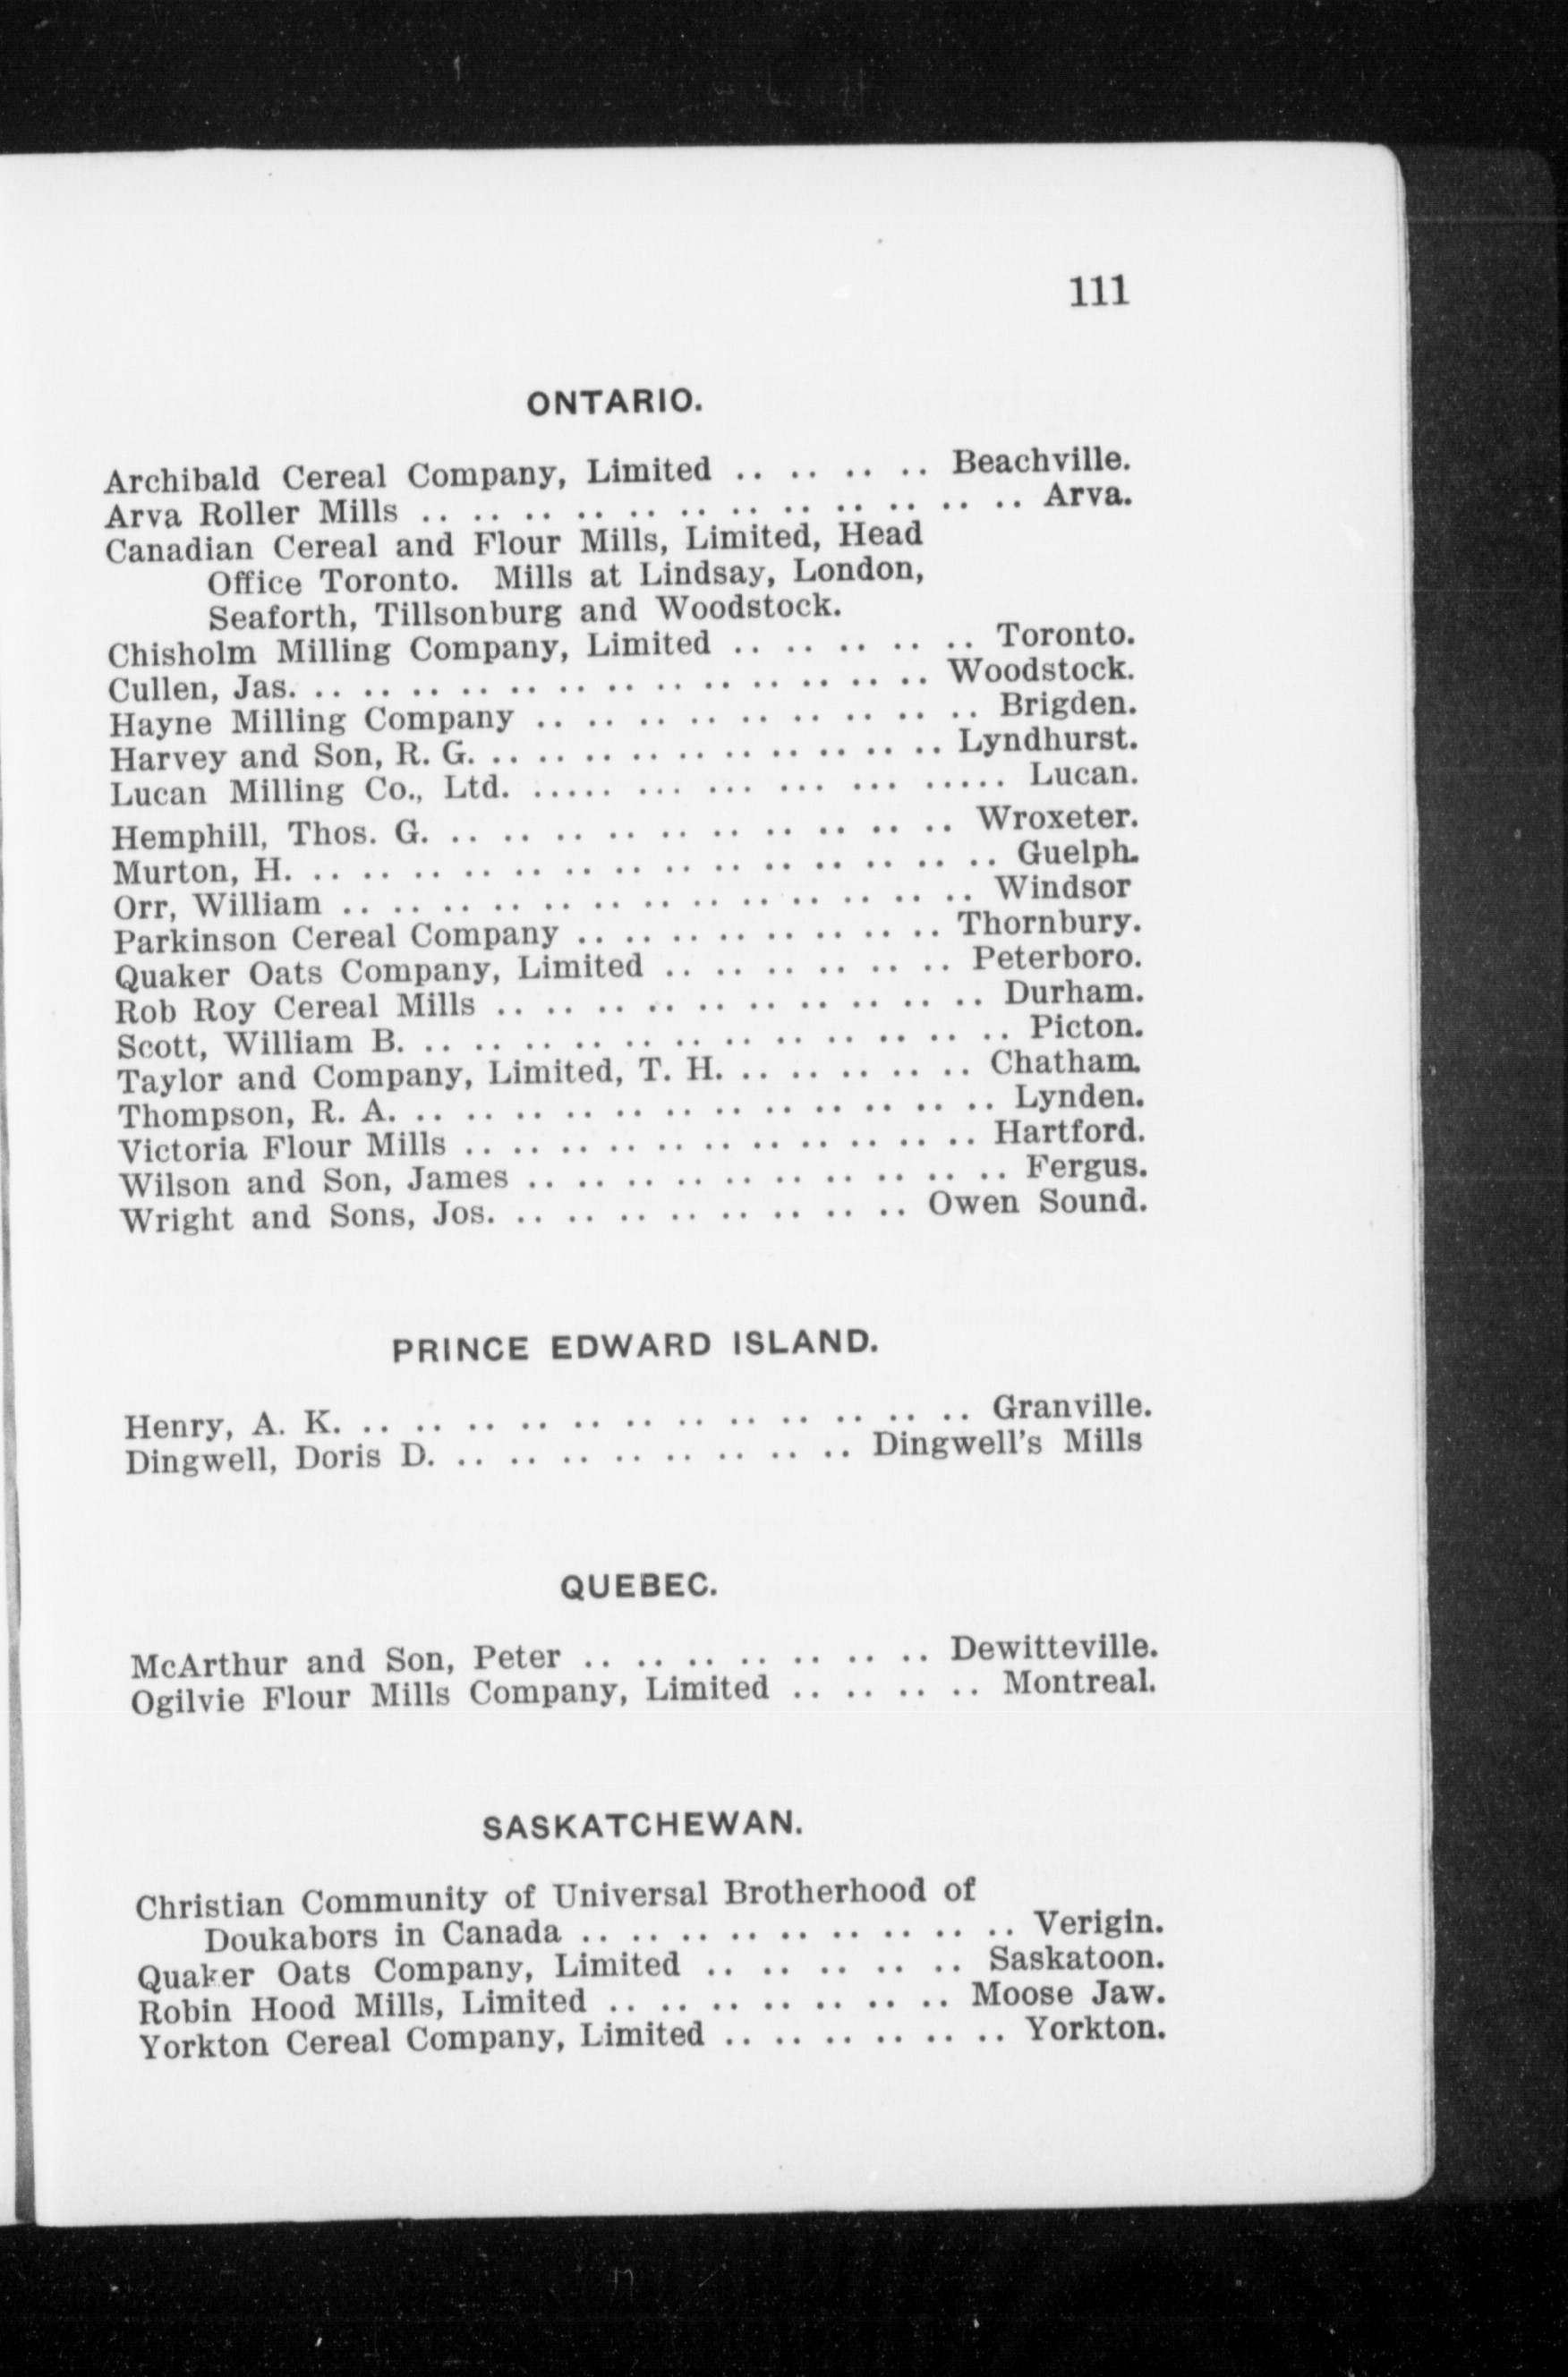 111
ONTARIO.
Archibald Cereal Company, Limited .. .. .. .. Beachville.
Arva Roller Mills .. .. .. .. .. .. .. .. .. .. .. .. Arva.
Canadian Cereal and Flour Mills, Limited, Head
Office Toronto. Mills at Lindsay, London,
Seaforth, Tillsonburg and Woodstock.
Chisholm Milling Company, Limited .. .. .. .. .. Toronto.
Cullen, Jas. .. .. .. .. .. .. .. .. .. .. .. .. .. Woodstock.
Hayne Milling Company .. .. .. .. .. .. .. .. .. Brigden.
Harvey and Son, R. G. .. .. .. .. .. .. .. .. .. .. Lyndhurst.
Lucan Milling Co., Ltd. ..... ... ... ... ... ..... Lucan.
Hemphill, Thos. G. .. .. .. .. .. .. .. .. .. .. Wroxeter.
Murton, H. .. .. .. .. .. .. .. .. .. .. .. .. .. .. Guelph.
Orr, William .. .. .. .. .. .. .. .. .. .. .. .. .. Windsor
Parkinson Cereal Company .. .. .. .. .. .. .. .. Thornbury.
Quaker Oats Company, Limited .. .. .. .. .. .. Peterboro.
Rob Roy Cereal Mills .. .. .. .. .. .. .. .. .. .. Durham.
Scott, William B. .. .. .. .. .. .. .. .. .. .. .. .. Picton.
Taylor and Company, Limited, T. H. .. .. .. .. .. Chatham.
Thompson, R. A. .. .. .. .. .. .. .. .. .. .. .. .. Lynden.
Victoria Flour Mills .. .. .. .. .. .. .. .. .. .. .. Hartford.
Wilson and Son, James .. .. .. .. .. .. .. .. .. .. Fergus.
Wright and Sons, Jos. .. .. .. .. .. .. .. .. Owen Sound.
PRINCE EDWARD ISLAND.
Henry, A. K. .. .. .. .. .. .. .. .. .. .. .. .. Granville.
Dingwell, Doris D. .. .. .. .. .. .. .. .. Dingwell's Mills
QUEBEC.
McArthur and Son, Peter .. .. .. .. .. .. .. Dewitteville.
Ogilvie Flour Mills Company, Limited .. .. .. .. Montreal.
SASKATCHEWAN.
Christian Community of Universal Brotherhood of
Doukabors in Canada .. .. .. .. .. .. .. .. .. Verigin.
Quaker Oats Company, Limited .. .. .. .. .. Saskatoon.
Robin Hood Mills, Limited .. .. .. .. .. .. .. Moose Jaw.
Yorkton Cereal Company, Limited .. .. .. .. .. .. Yorkton.